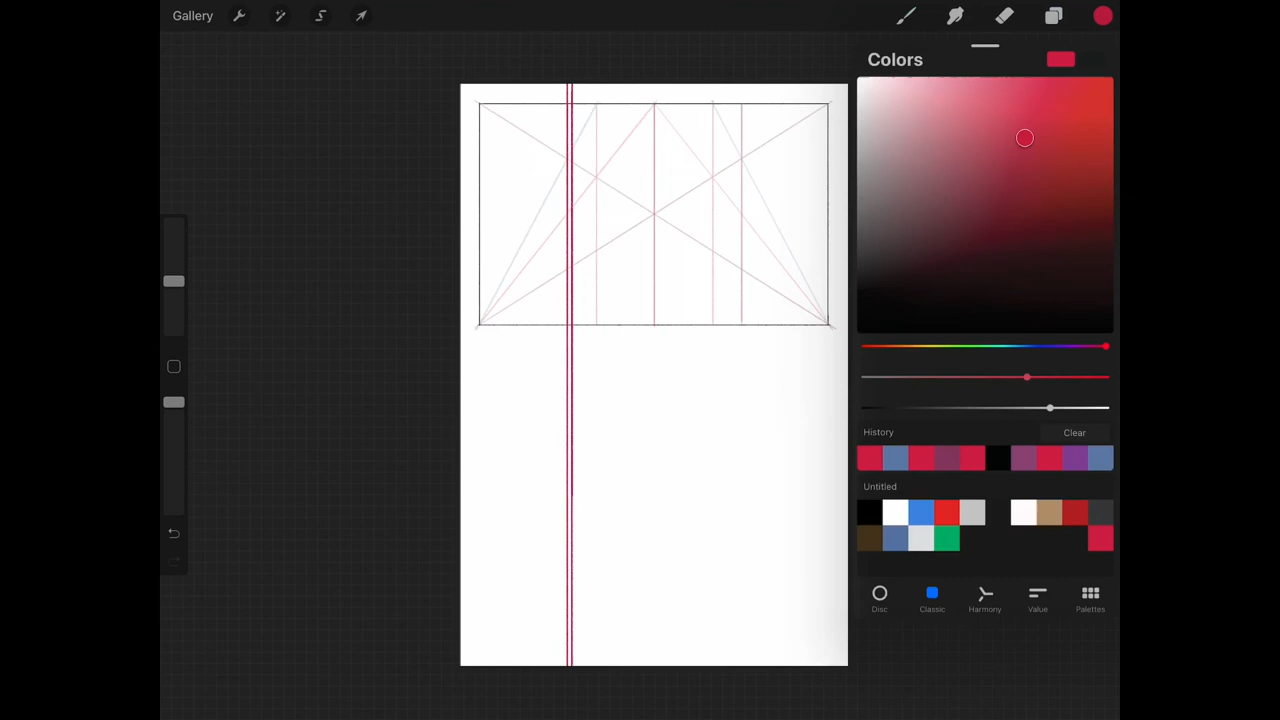 Gallery
Colors
History
Clear
Untitled
Disc
Classic
Harmony
Value
Palettes